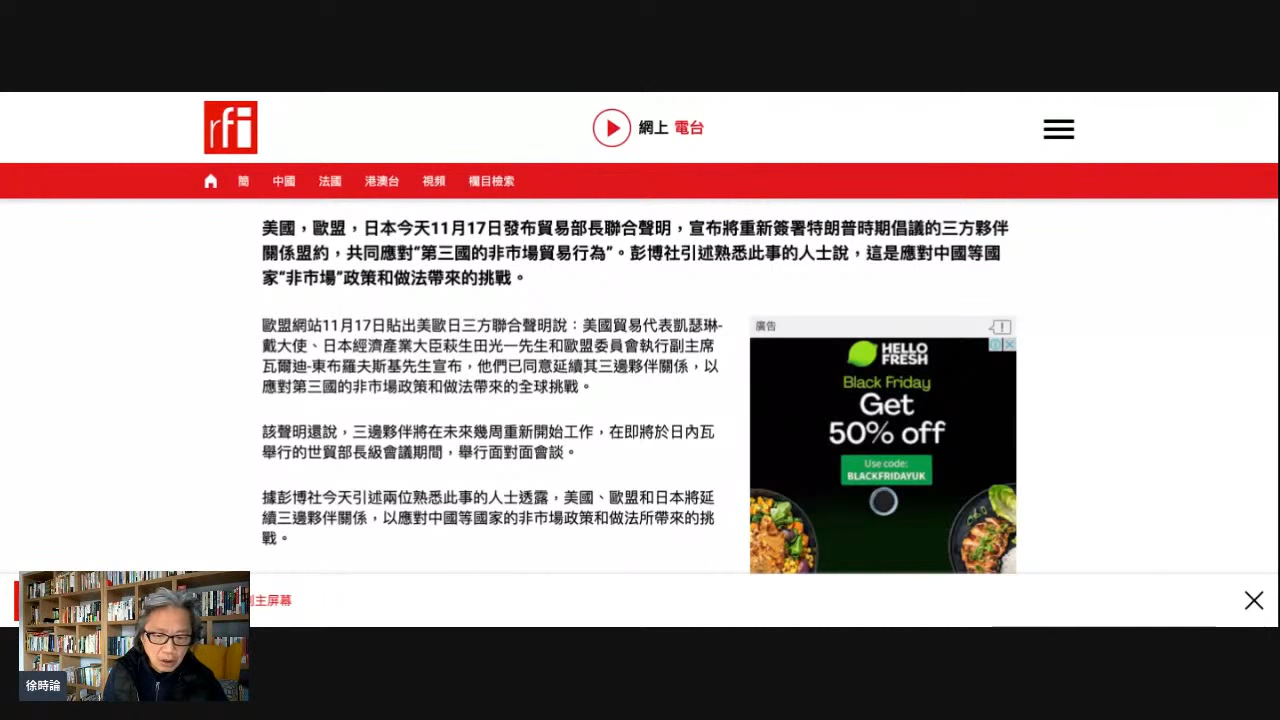 rfi
網上 電台
簡 中國 法國 港澳台 視頻 欄目檢索
美國，歐盟，日本今天11月17日發布貿易部長聯合聲明，宣布將重新簽署特朗普時期倡議的三方夥伴
關係盟約，共同應對“第三國的非市場貿易行為”。彭博社引述熟悉此事的人士說，這是應對中國等國
家“非市場”政策和做法帶來的挑戰。
歐盟網站11月17日貼出美歐日三方聯合聲明說：美國貿易代表凱瑟琳-
戴大使、日本經濟產業大臣萩生田光一先生和歐盟委員會執行副主席
瓦爾迪-東布羅夫斯基先生宣布，他們已同意延續其三邊夥伴關係，以
應對第三國的非市場政策和做法帶來的全球挑戰。
該聲明還說，三邊夥伴將在未來幾周重新開始工作，在即將於日內瓦
舉行的世貿部長級會議期間，舉行面對面會談。
據彭博社今天引述兩位熟悉此事的人士透露，美國、歐盟和日本將延
續三邊夥伴關係，以應對中國等國家的非市場政策和做法所帶來的挑
戰。
廣告
HELLO
FRESH
Black Friday
Get
50% off
Use code:
BLACKFRIDAYUK
主屏幕
徐時論